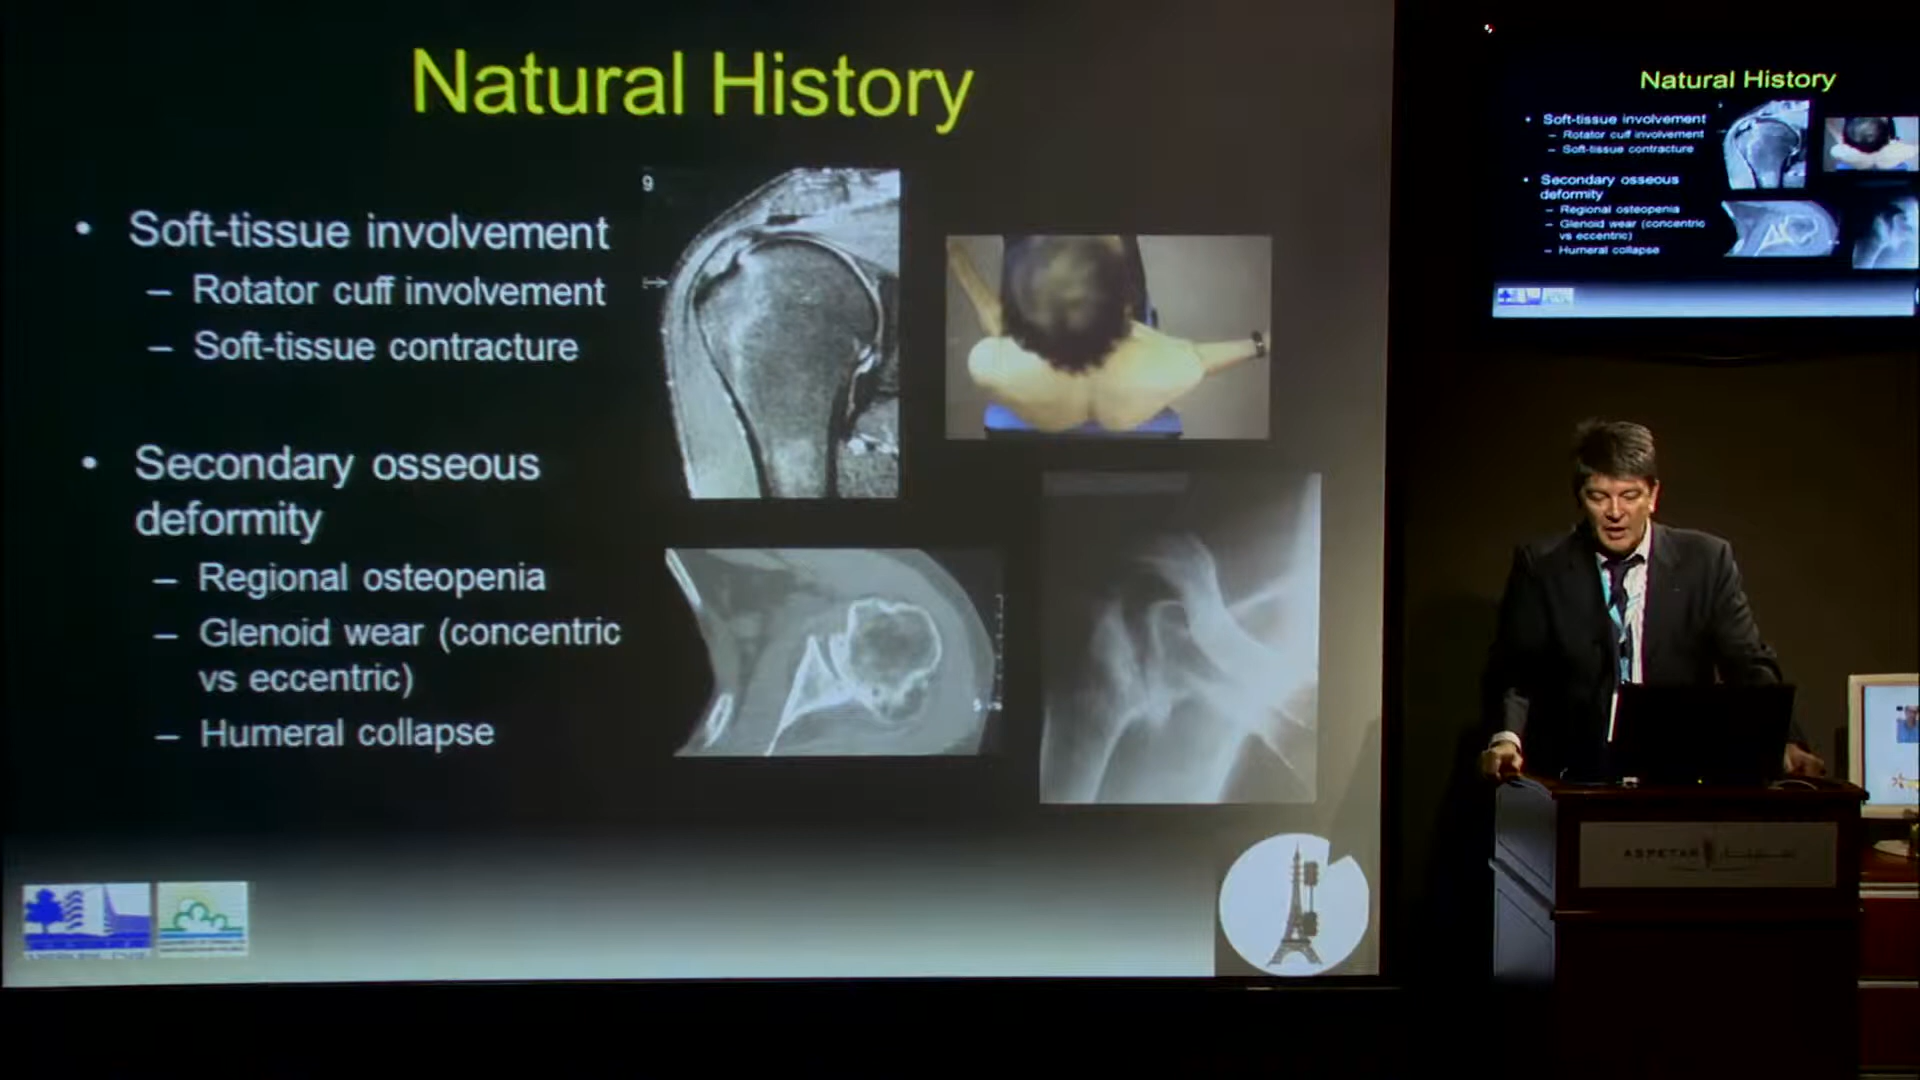 Natural History
• Soft-tissue involvement
– Rotator cuff involvement
– Soft-tissue contracture
• Secondary osseous
deformity
– Regional osteopenia
– Glenoid wear (concentric
vs eccentric)
– Humeral collapse
9
Natural History
• Soft-tissue involvement
– Rotator cuff involvement
– Soft-tissue contracture
• Secondary osseous
deformity
– Regional osteopenia
– Glenoid wear (concentric
vs eccentric)
– Humeral collapse
ASPETAR